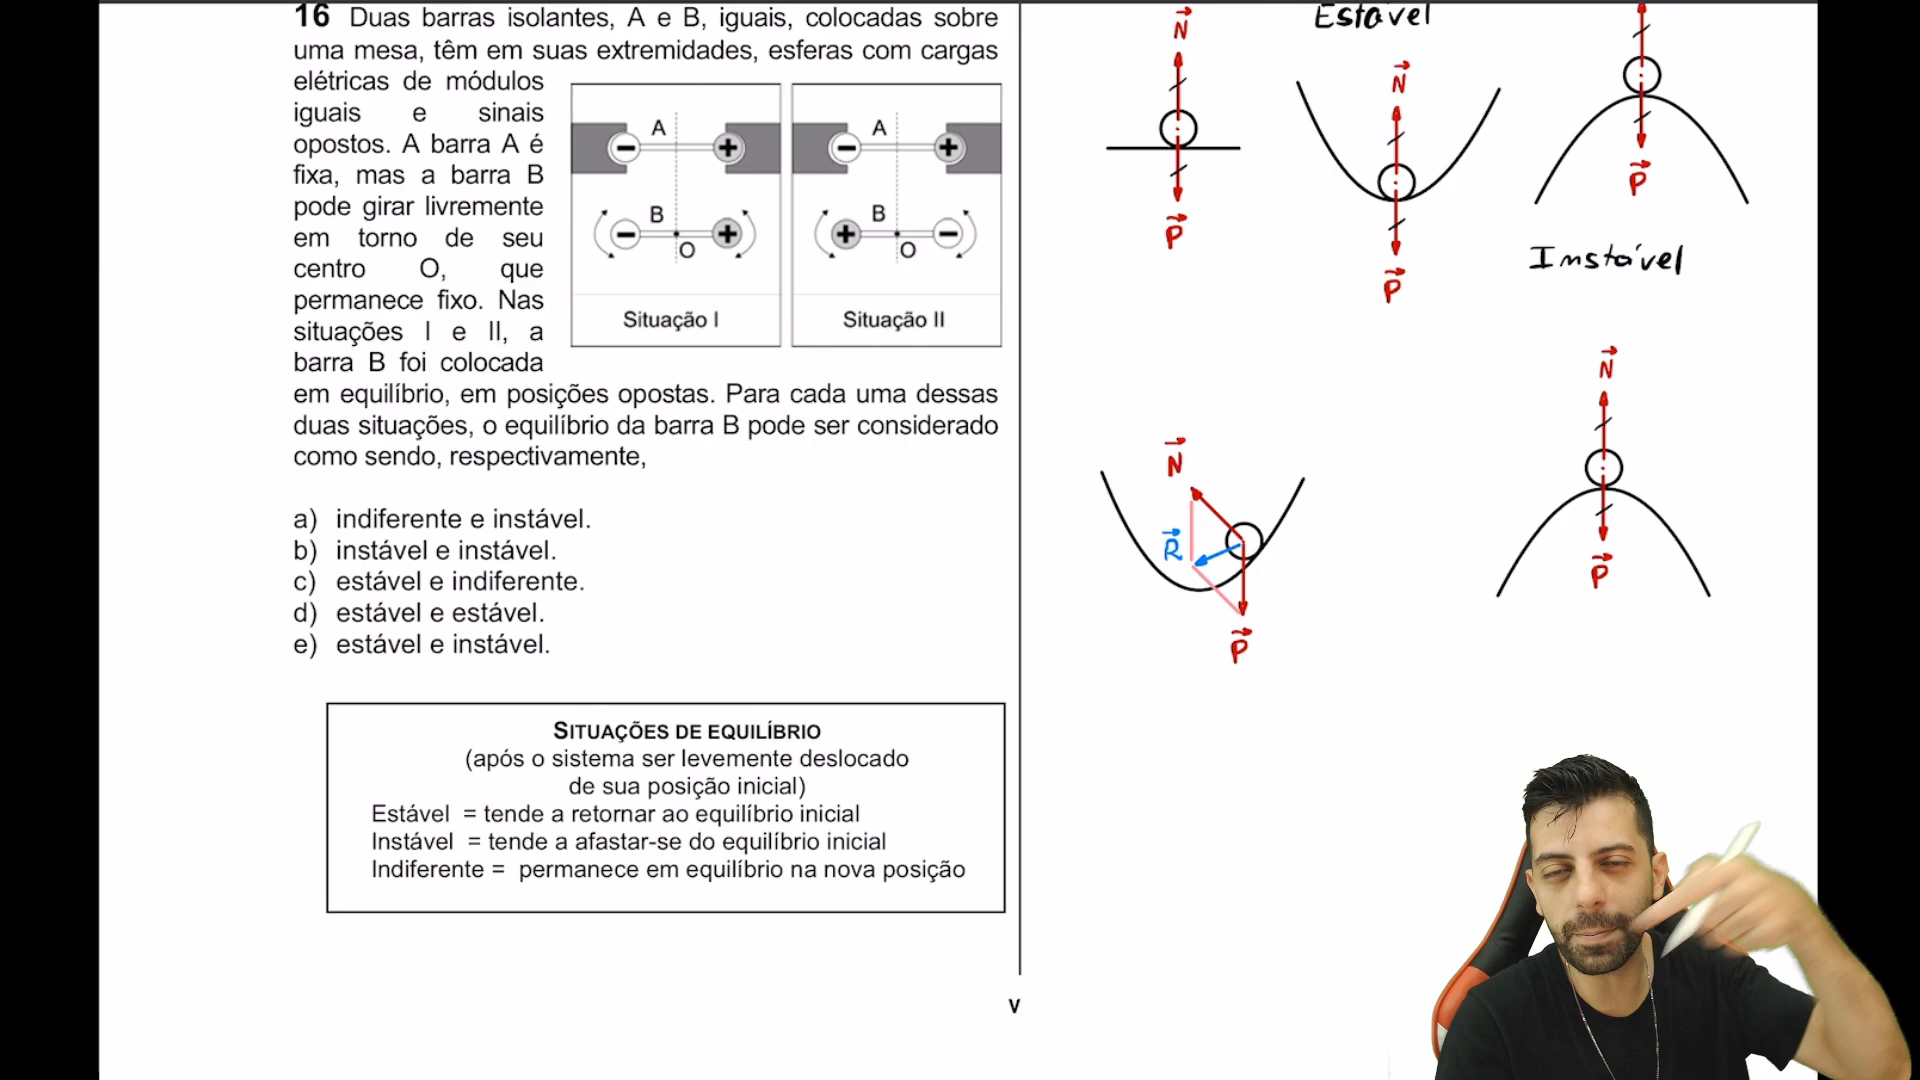 16 Duas barras isolantes, A e B, iguais, colocadas sobre
uma mesa, têm em suas extremidades, esferas com cargas
elétricas de módulos
iguais e sinais
opostos. A barra A é
fixa, mas a barra B
pode girar livremente
em torno de seu
centro O, que
permanece fixo. Nas
situações I e II, a
barra B foi colocada
em equilíbrio, em posições opostas. Para cada uma dessas
duas situações, o equilíbrio da barra B pode ser considerado
como sendo, respectivamente,
A
− +
B
− +
O
Situação I
A
− +
B
+ −
O
Situação II
a) indiferente e instável.
b) instável e instável.
c) estável e indiferente.
d) estável e estável.
e) estável e instável.
SITUAÇÕES DE EQUILÍBRIO
(após o sistema ser levemente deslocado
de sua posição inicial)
Estável = tende a retornar ao equilíbrio inicial
Instável = tende a afastar-se do equilíbrio inicial
Indiferente = permanece em equilíbrio na nova posição
V
N⃗
P⃗
Estável
N⃗
P⃗
P⃗
Instável
N⃗
R⃗
P⃗
N⃗
P⃗